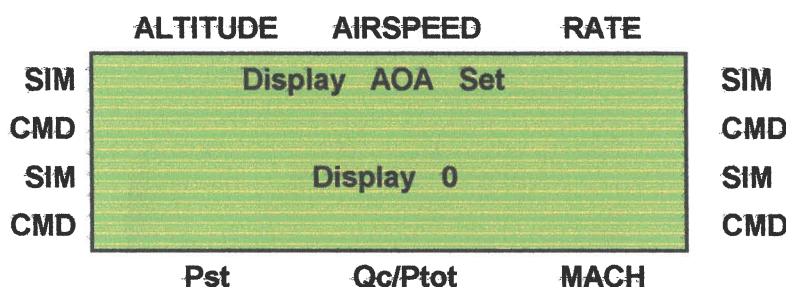 ALTITUDE AIRSPEED RATE
SIM Display AOA Set SIM
CMD CMD
SIM Display 0 SIM
CMD CMD
Pst Qc/Ptot MACH